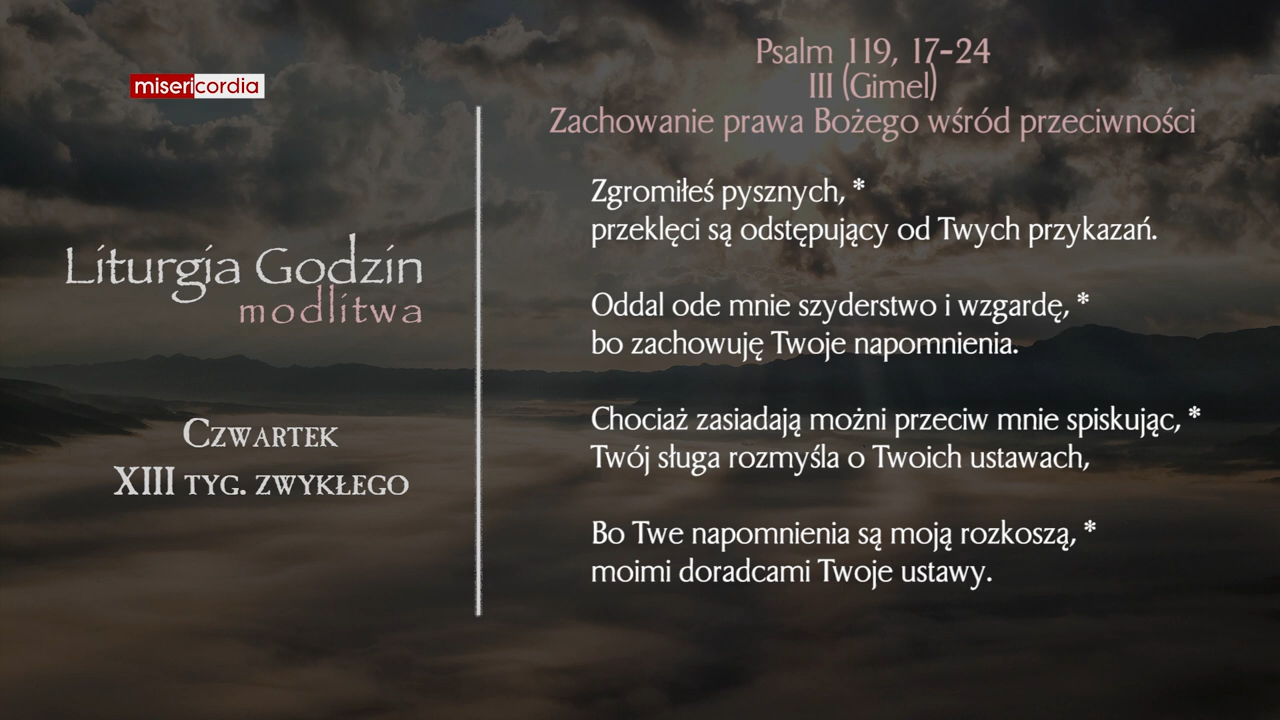 misericordia
Liturgia Godzin
modlitwa
Czwartek
XIII tyg. zwykłego
Psalm 119, 17-24
III (Gimel)
Zachowanie prawa Bożego wśród przeciwności
Zgromiłeś pysznych, *
przeklęci są odstępujący od Twych przykazań.
Oddal ode mnie szyderstwo i wzgardę, *
bo zachowuję Twoje napomnienia.
Chociaż zasiadają możni przeciw mnie spiskując, *
Twój sługa rozmyśla o Twoich ustawach,
Bo Twe napomnienia są moją rozkoszą, *
moimi doradcami Twoje ustawy.